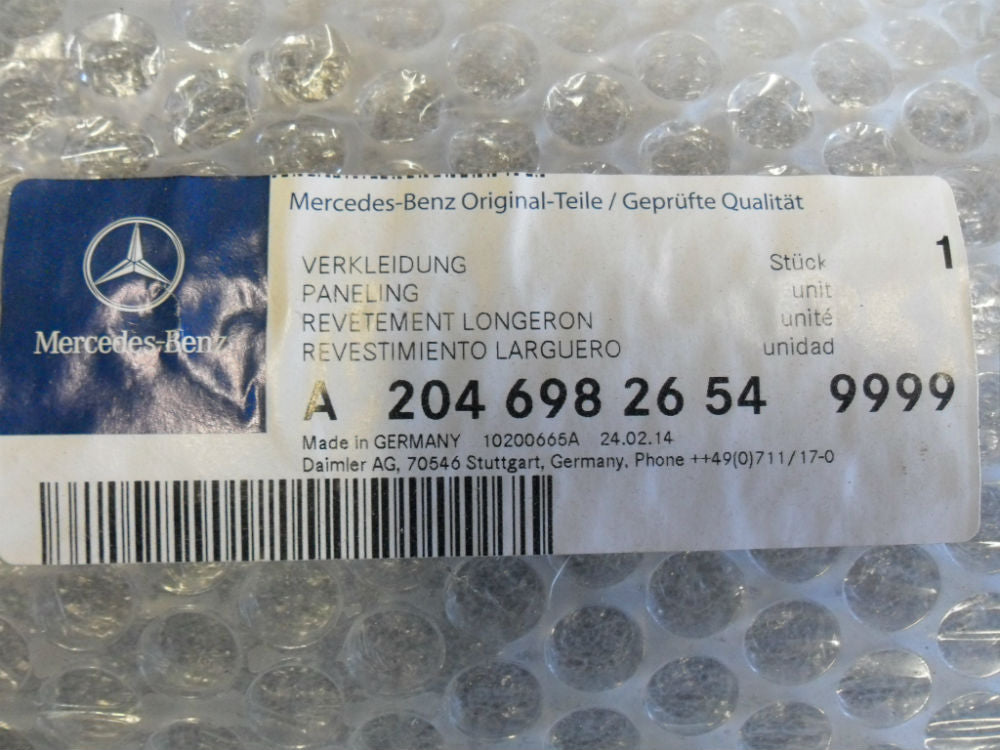 Mercedes-Benz
Mercedes-Benz Original-Teile / Geprüfte Qualität
VERKLEIDUNG Stück 1
PANELING unit
REVETEMENT LONGERON unité
REVESTIMIENTO LARGUERO unidad
A 204 698 26 54 9999
Made in GERMANY 10200665A 24.02.14
Daimler AG, 70546 Stuttgart, Germany, Phone ++49(0)711/17-0